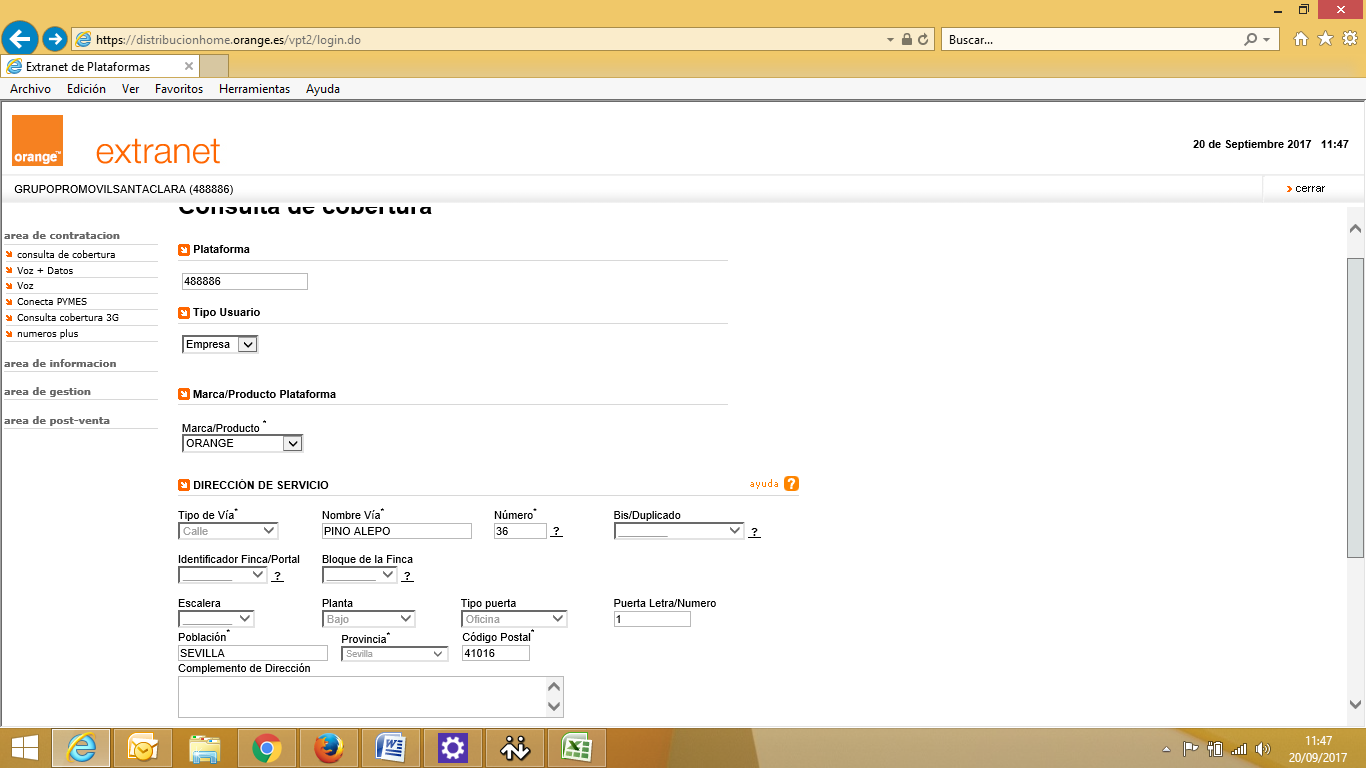 https://distribucionhome.orange.es/vpt2/login.do
Buscar...
Extranet de Plataformas
Archivo Edición Ver Favoritos Herramientas Ayuda
orange™
extranet
20 de Septiembre 2017 11:47
GRUPOPROMOVILSANTACLARA (488886)
cerrar
Consulta de cobertura
area de contratacion
consulta de cobertura
Voz + Datos
Voz
Conecta PYMES
Consulta cobertura 3G
numeros plus
area de informacion
area de gestion
area de post-venta
Plataforma
488886
Tipo Usuario
Empresa
Marca/Producto Plataforma
Marca/Producto *
ORANGE
DIRECCIÓN DE SERVICIO
ayuda ?
Tipo de Vía* Nombre Vía* Número* Bis/Duplicado
Calle PINO ALEPO 36 ? ________ ?
Identificador Finca/Portal Bloque de la Finca
________ ? ________ ?
Escalera Planta Tipo puerta Puerta Letra/Numero
________ Bajo Oficina 1
Población* Provincia* Código Postal*
SEVILLA Sevilla 41016
Complemento de Dirección
11:47
20/09/2017